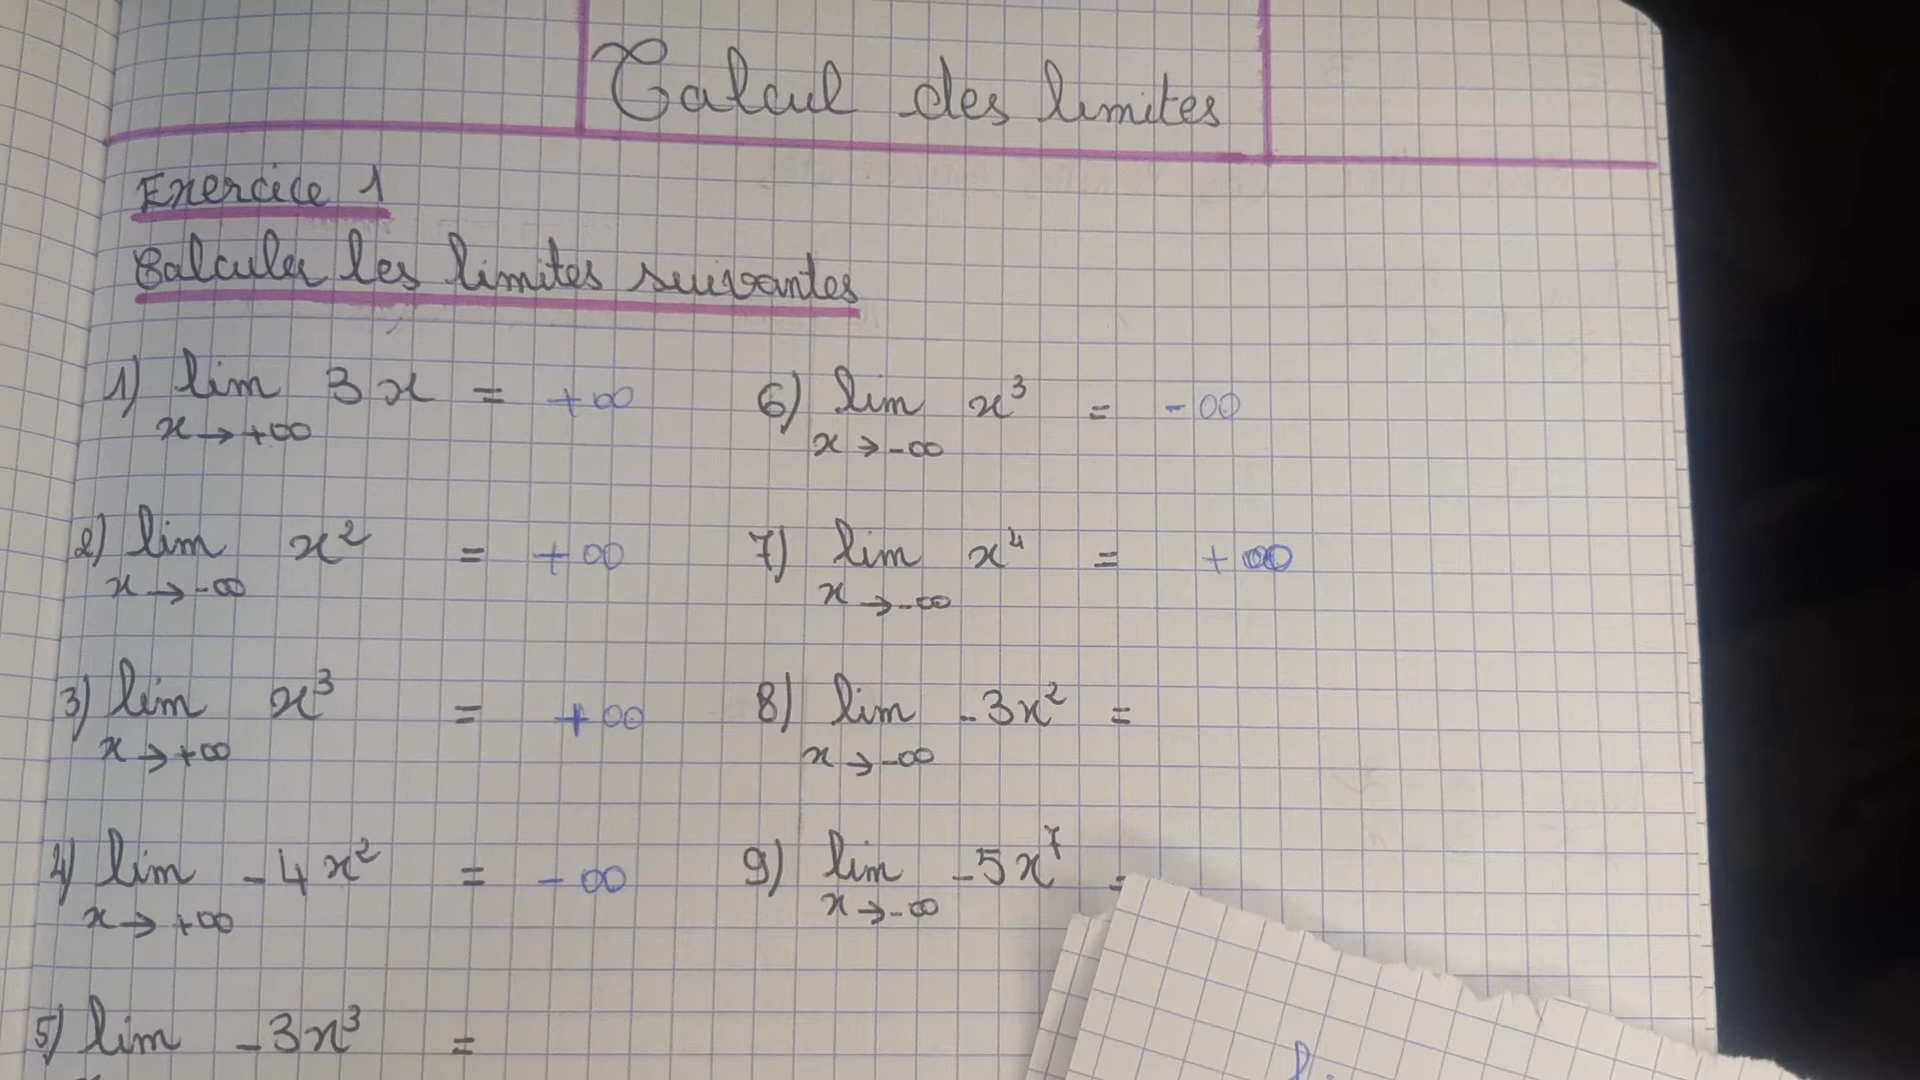 Calcul des limites
Exercice 1
Calculer les limites suivantes
1) lim 3x = +∞
x → +∞
2) lim x² = +∞
x → -∞
3) lim x³ = +∞
x → +∞
4) lim -4x² = -∞
x → +∞
5) lim -3x³ =
6) lim x³ = -∞
x → -∞
7) lim x⁴ = +∞
x → -∞
8) lim -3x² =
x → -∞
9) lim -5x⁷ =
x → -∞